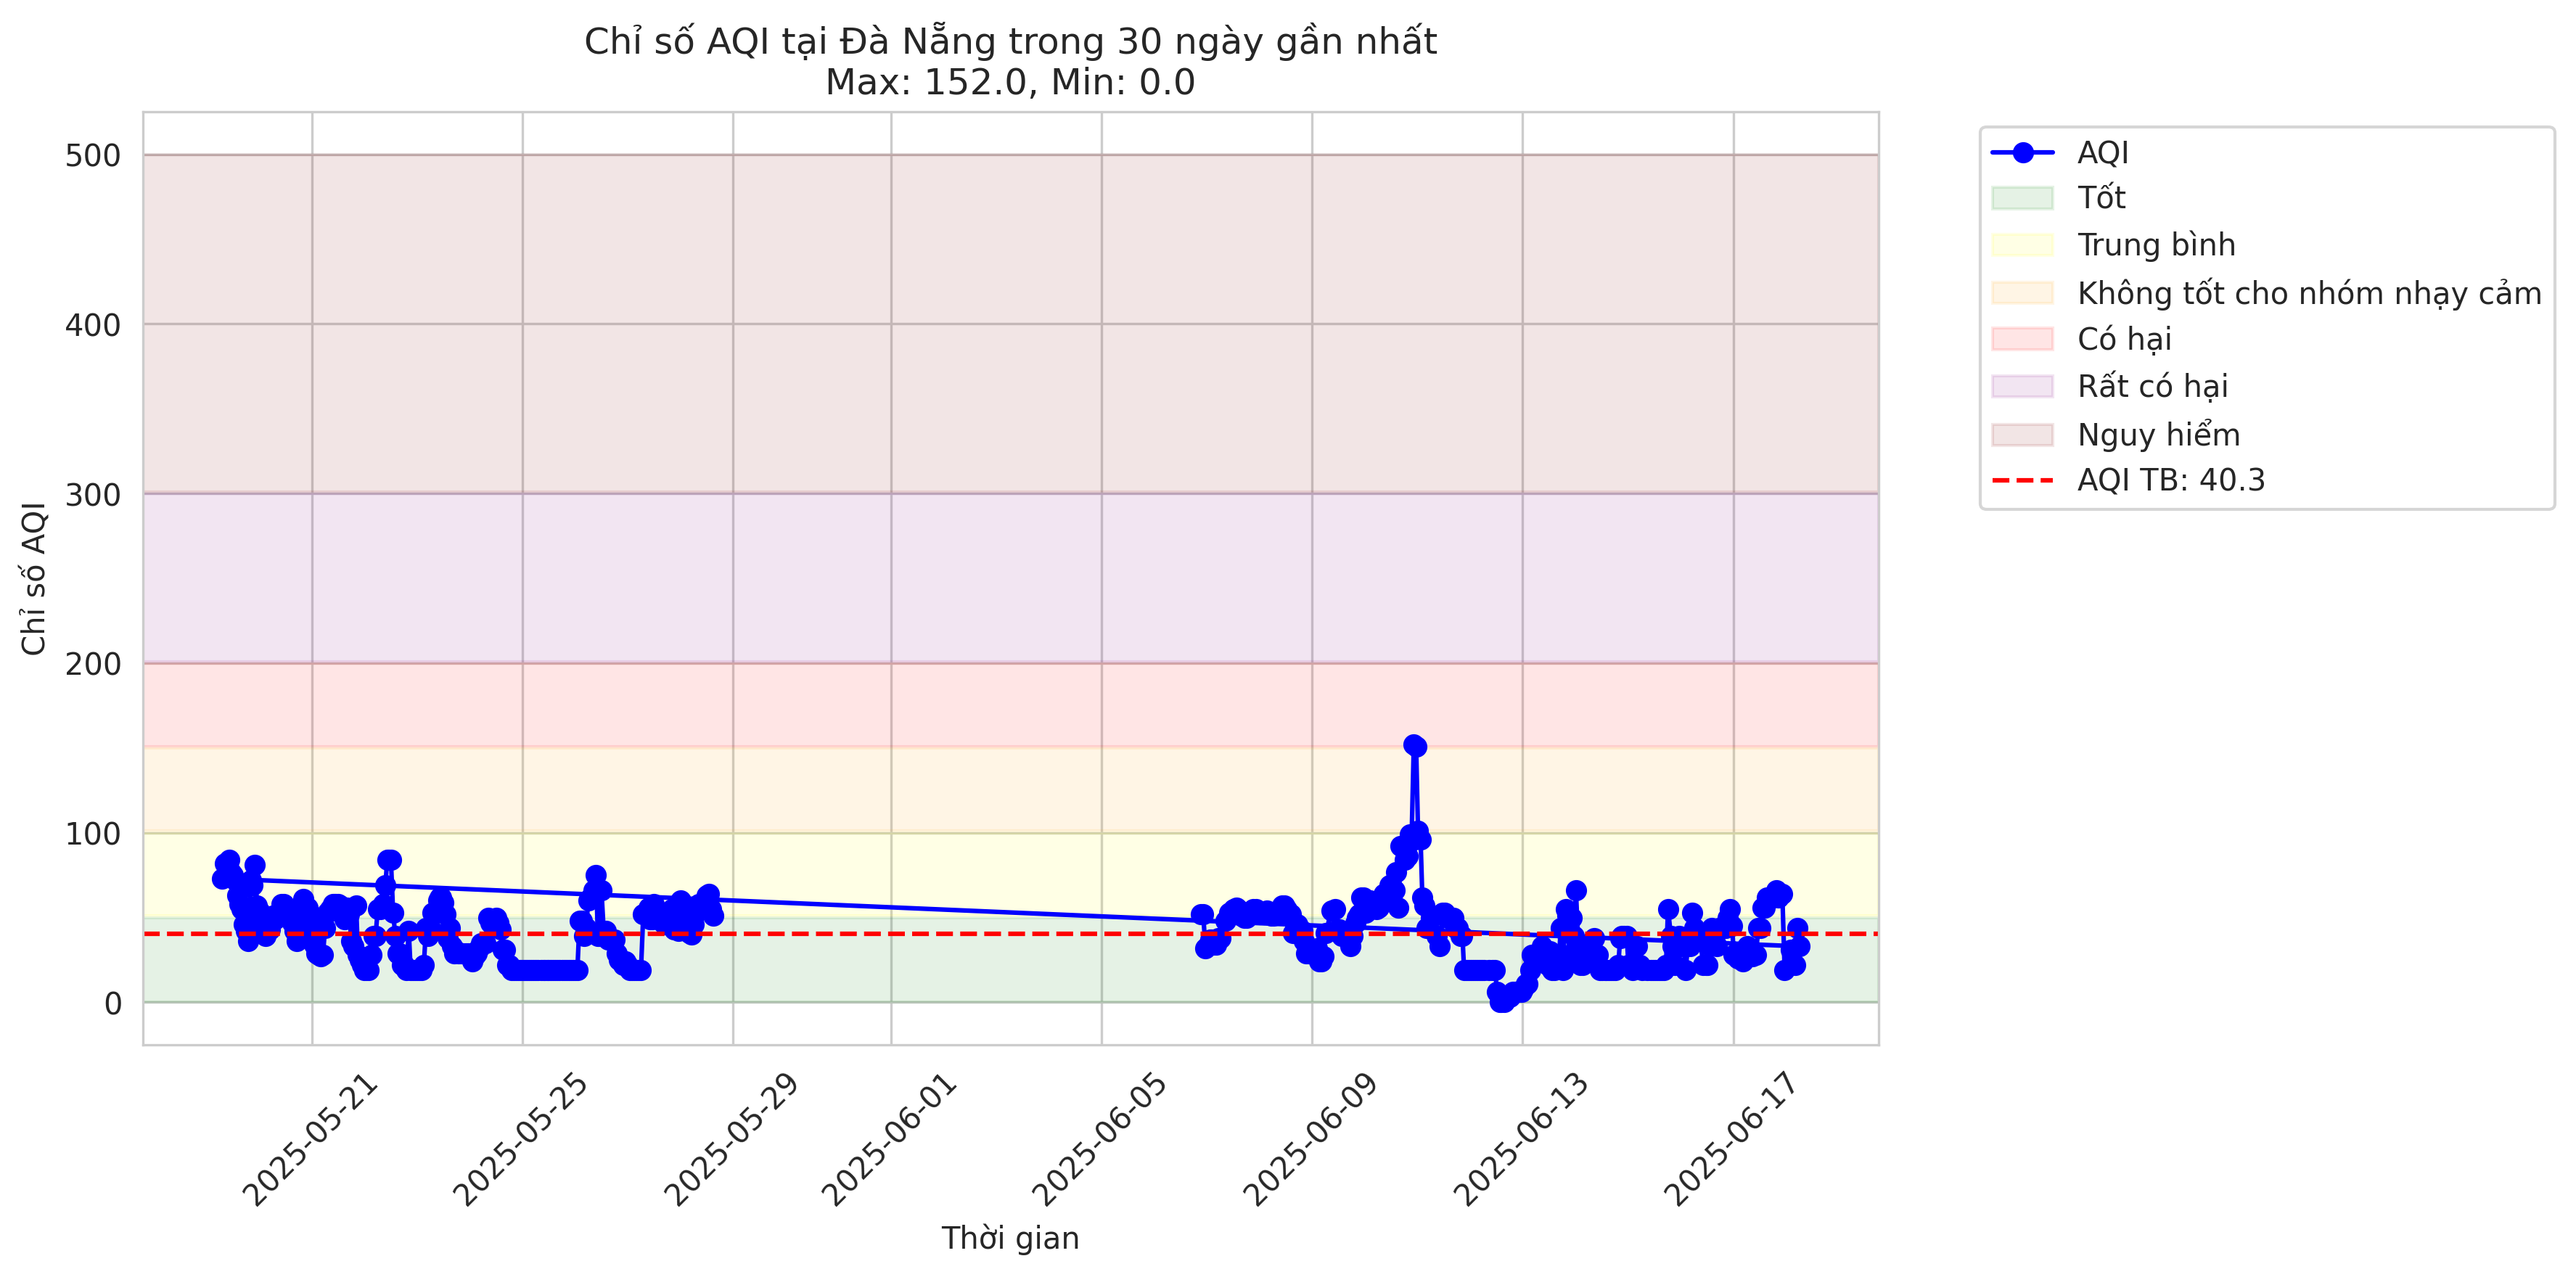 Chỉ số AQI tại Đà Nẵng trong 30 ngày gần nhất
Max: 152.0, Min: 0.0
Chỉ số AQI
500
400
300
200
100
0
2025-05-21
2025-05-25
2025-05-29
2025-06-01
2025-06-05
2025-06-09
2025-06-13
2025-06-17
Thời gian
AQI
Tốt
Trung bình
Không tốt cho nhóm nhạy cảm
Có hại
Rất có hại
Nguy hiểm
AQI TB: 40.3